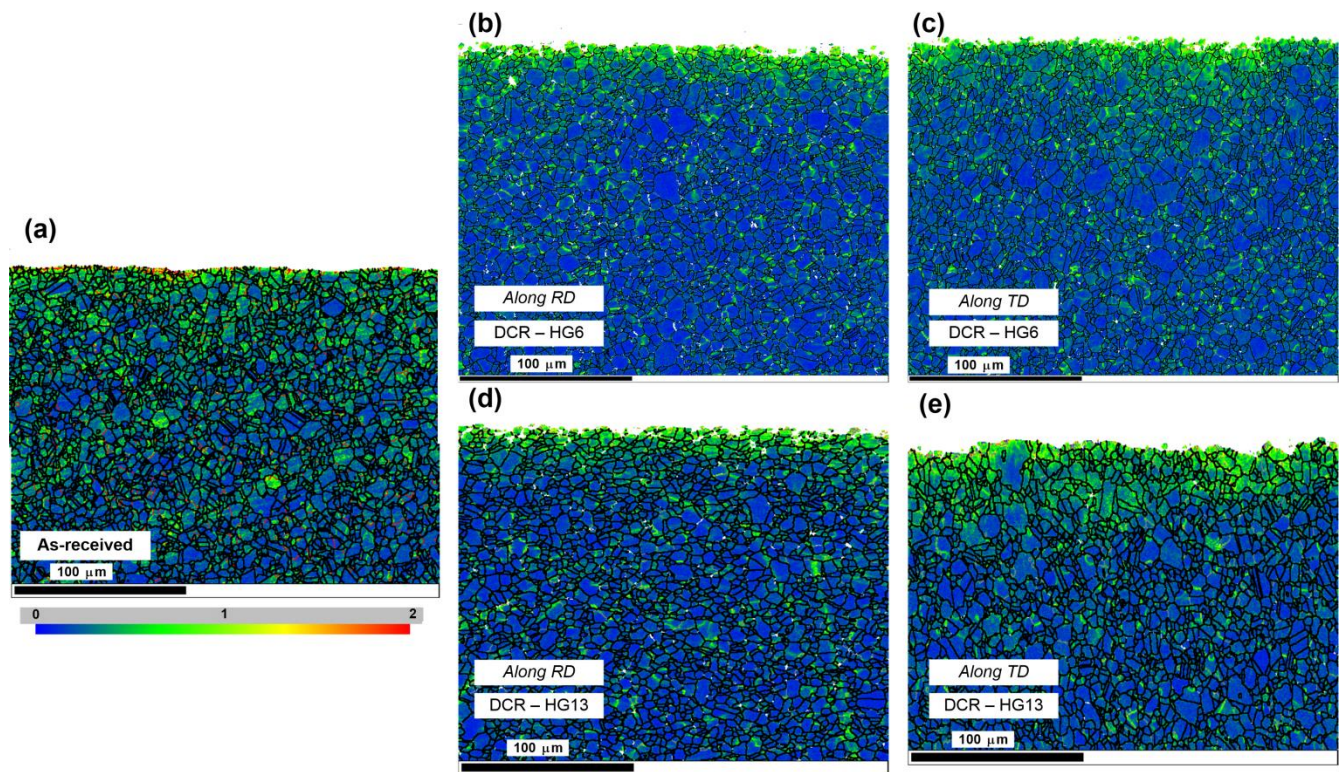 (a)
As-received
100 μm
0 1 2
(b)
Along RD
DCR – HG6
100 μm
(c)
Along TD
DCR – HG6
100 μm
(d)
Along RD
DCR – HG13
100 μm
(e)
Along TD
DCR – HG13
100 μm